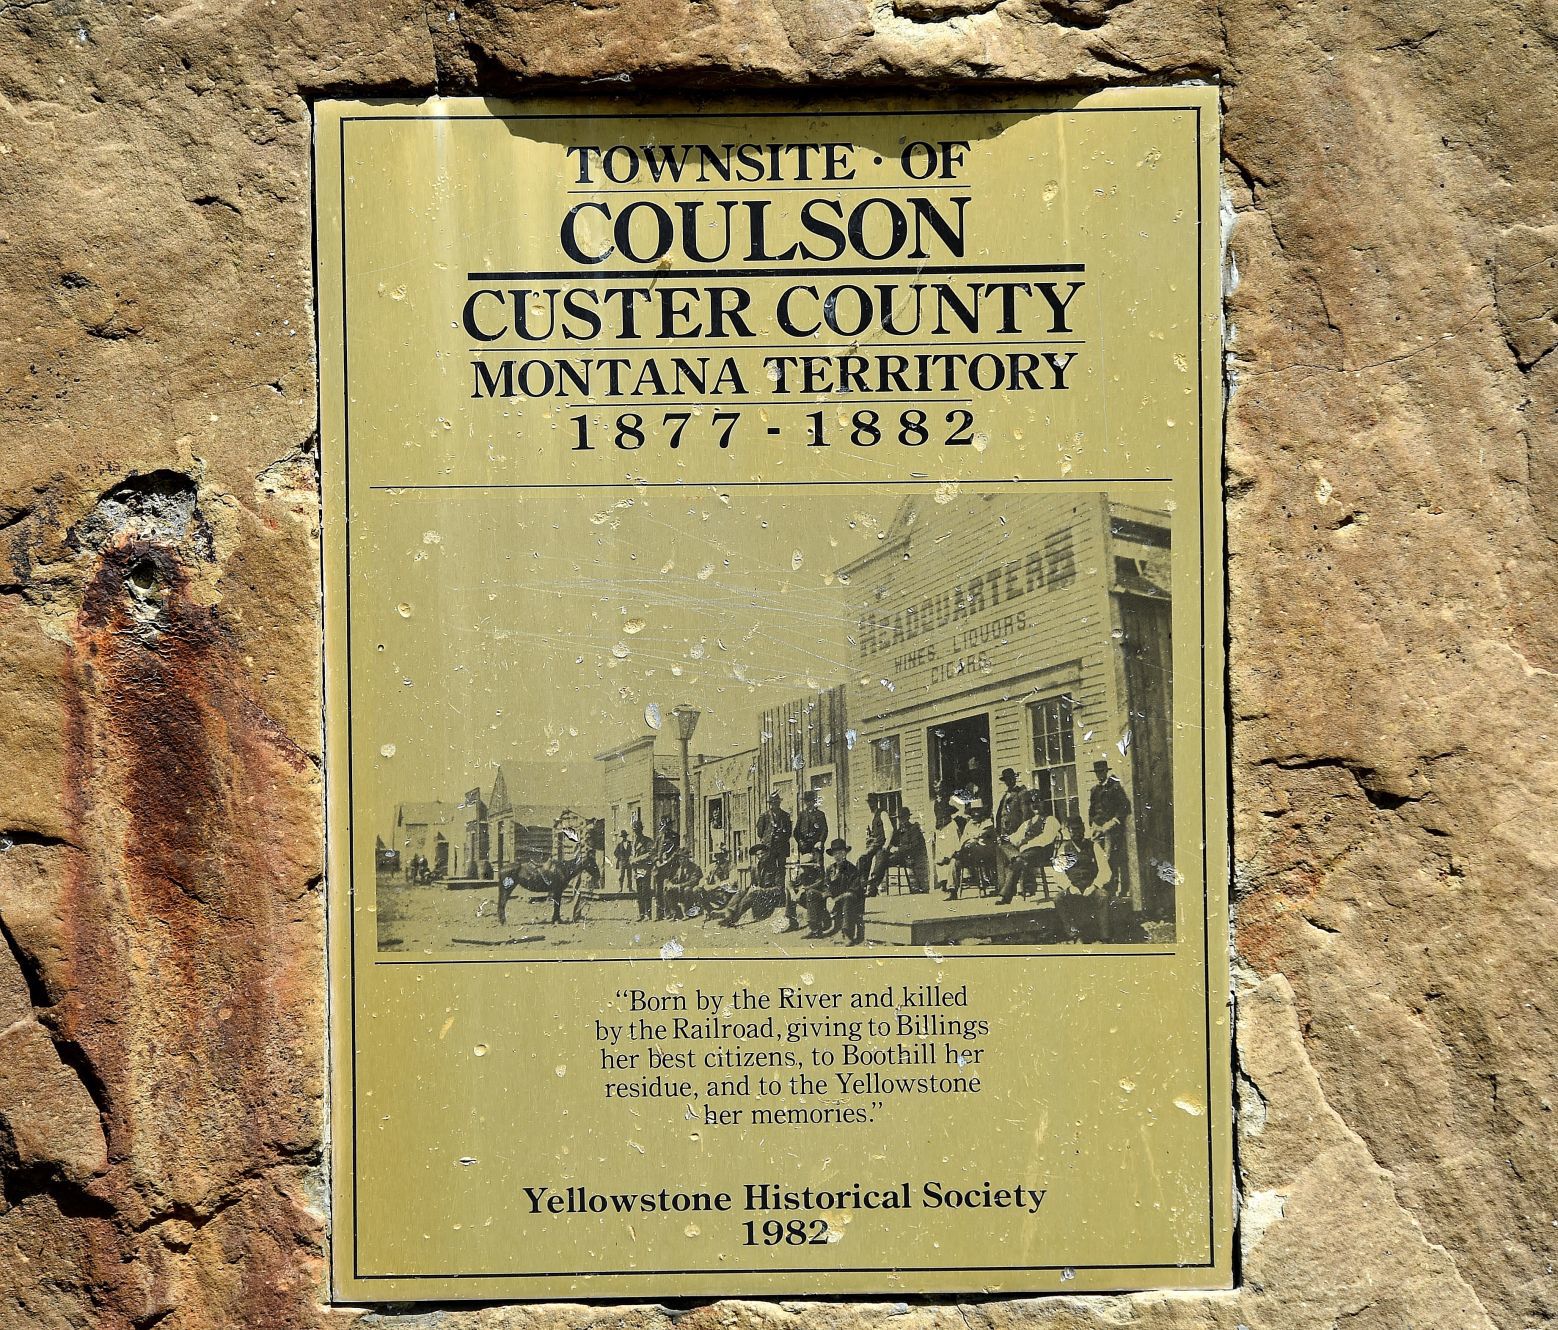 TOWNSITE · OF
COULSON
CUSTER COUNTY
MONTANA TERRITORY
1877 - 1882
HEADQUARTERS
WINES. LIQUORS.
CIGARS.
“Born by the River and killed
by the Railroad, giving to Billings
her best citizens, to Boothill her
residue, and to the Yellowstone
her memories.”
Yellowstone Historical Society
1982